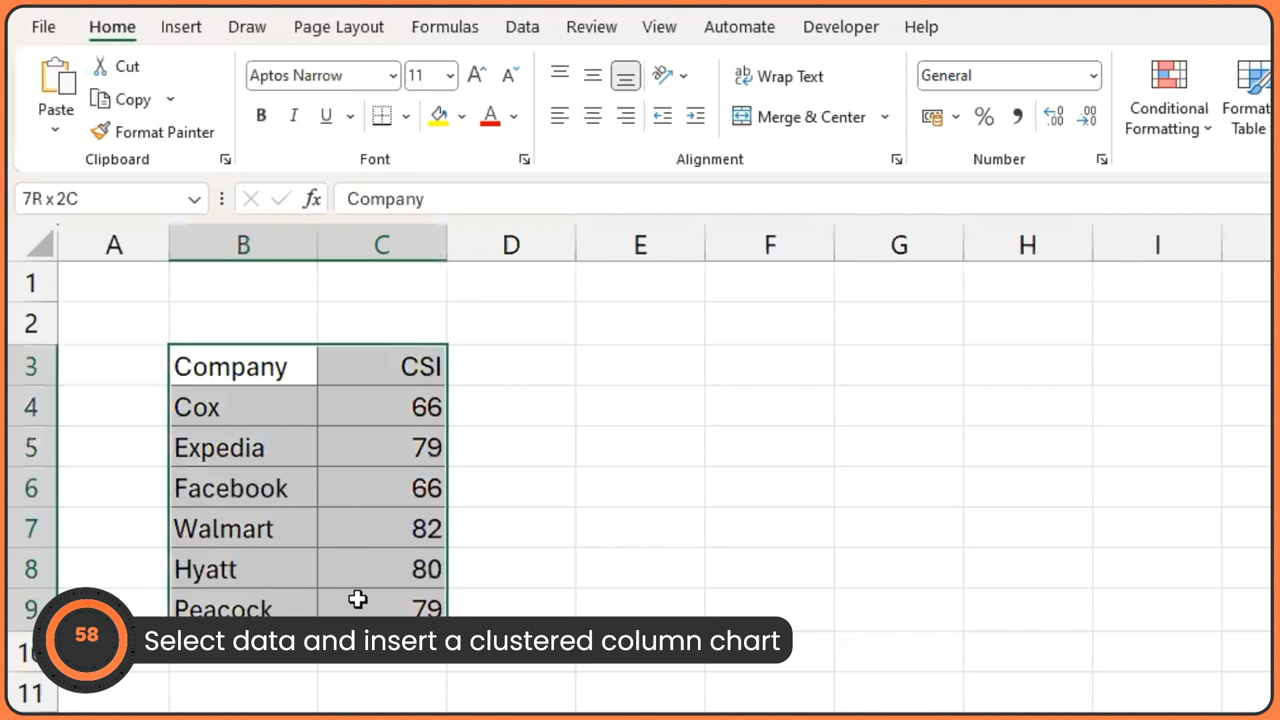 File Home Insert Draw Page Layout Formulas Data Review View Automate Developer Help
Paste
Cut
Copy
Format Painter
Clipboard
Aptos Narrow 11 A A
B I U A
Font
ab Wrap Text
Merge & Center
Alignment
General
% 9 .00
Number
Conditional
Formatting
Format
Table
7R x 2C fx Company
A B C D E F G H I
1
2
3 Company CSI
4 Cox 66
5 Expedia 79
6 Facebook 66
7 Walmart 82
8 Hyatt 80
9 Peacock 79
58 Select data and insert a clustered column chart
11